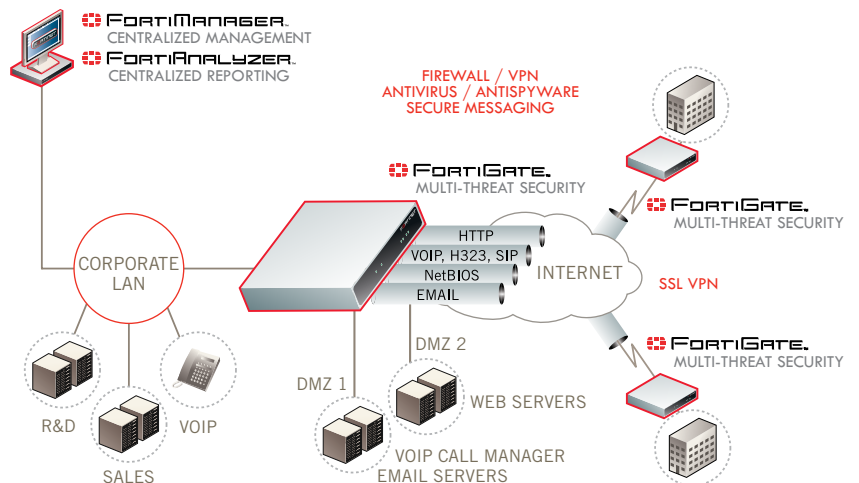 FORTIMANAGER
CENTRALIZED MANAGEMENT
FORTIANALYZER
CENTRALIZED REPORTING
FIREWALL / VPN
ANTIVIRUS / ANTISPYWARE
SECURE MESSAGING
FORTIGATE
MULTI-THREAT SECURITY
FORTIGATE
MULTI-THREAT SECURITY
HTTP
VOIP, H323, SIP
NetBIOS
EMAIL
INTERNET
SSL VPN
CORPORATE
LAN
FORTIGATE
MULTI-THREAT SECURITY
DMZ 1
DMZ 2
R&D
SALES
VOIP
WEB SERVERS
VOIP CALL MANAGER
EMAIL SERVERS